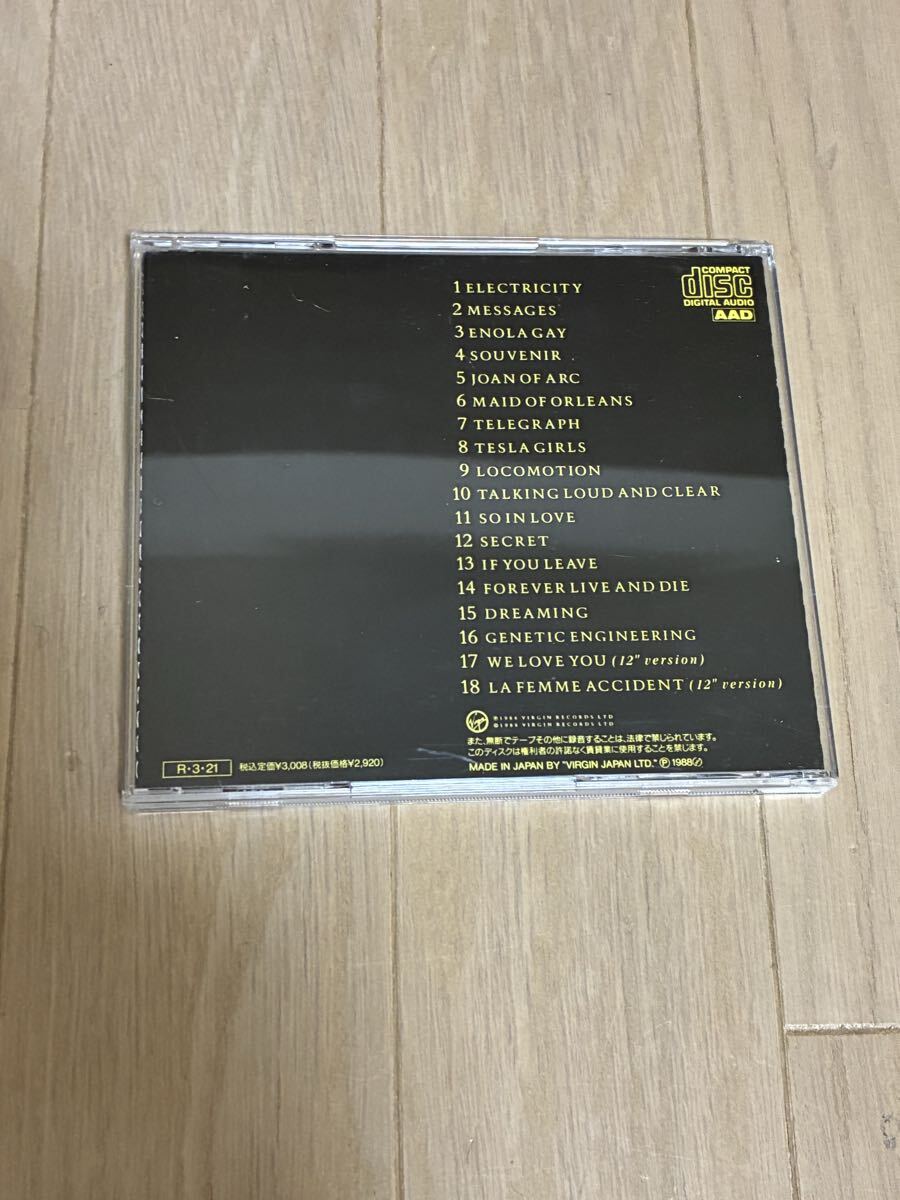 1 ELECTRICITY
2 MESSAGES
3 ENOLA GAY
4 SOUVENIR
5 JOAN OF ARC
6 MAID OF ORLEANS
7 TELEGRAPH
8 TESLA GIRLS
9 LOCOMOTION
10 TALKING LOUD AND CLEAR
11 SO IN LOVE
12 SECRET
13 IF YOU LEAVE
14 FOREVER LIVE AND DIE
15 DREAMING
16 GENETIC ENGINEERING
17 WE LOVE YOU (12" version)
18 LA FEMME ACCIDENT (12" version)
COMPACT
disc
DIGITAL AUDIO
AAD
Virgin
VIRGIN RECORDS LTD
VIRGIN RECORDS LTD
また、無断でテープその他に録音することは、法律で禁じられています。
このディスクは権利者の許諾なく賃貸業に使用することを禁じます。
R・3・21 税込定価¥3,008(税抜価格¥2,920)
MADE IN JAPAN BY "VIRGIN JAPAN LTD." Ⓟ 1988